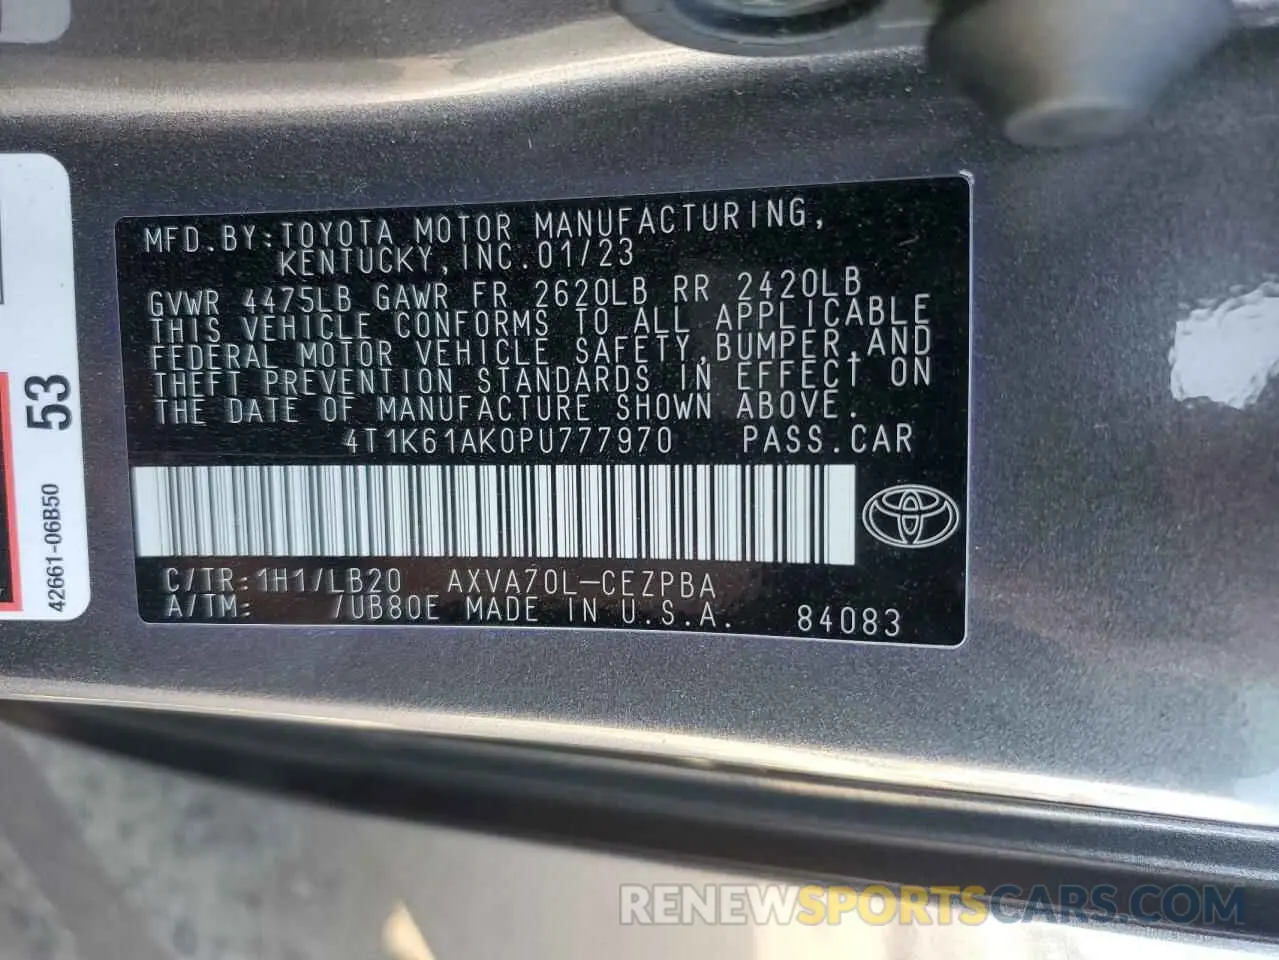 MFD.BY:TOYOTA MOTOR MANUFACTURING,
KENTUCKY,INC.01/23
GVWR 4475LB GAWR FR 2620LB RR 2420LB
THIS VEHICLE CONFORMS TO ALL APPLICABLE
FEDERAL MOTOR VEHICLE SAFETY,BUMPER,AND
THEFT PREVENTION STANDARDS IN EFFECT ON
THE DATE OF MANUFACTURE SHOWN ABOVE.
4T1K61AK0PU777970 PASS.CAR
C/TR:1H1/LB20 AXVA70L-CEZPBA
A/TM: /UB80E MADE IN U.S.A. 84083
53
42661-06B50
RENEWSPORTSCARS.COM